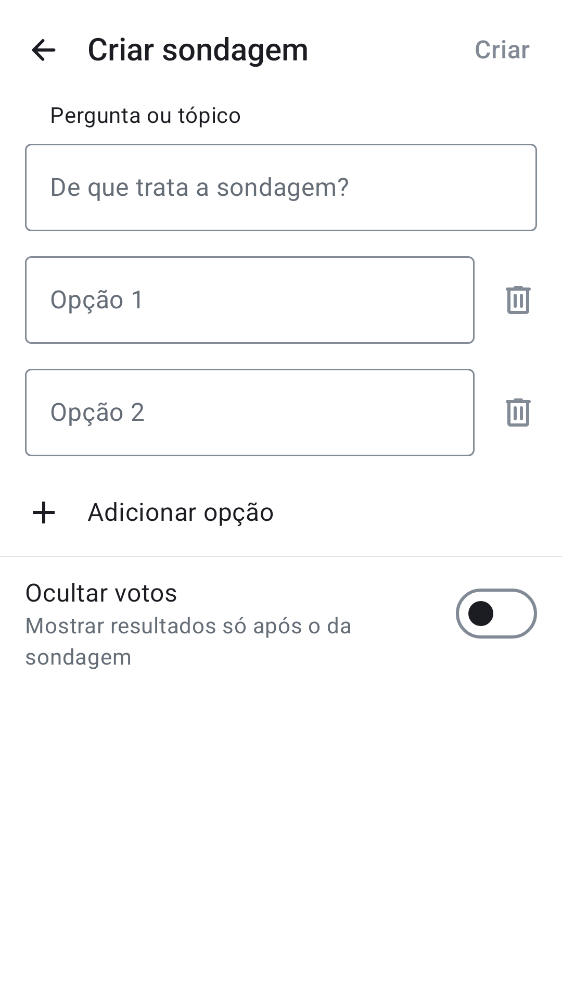 Criar sondagem
Criar
Pergunta ou tópico
De que trata a sondagem?
Opção 1
Opção 2
Adicionar opção
Ocultar votos
Mostrar resultados só após o da
sondagem